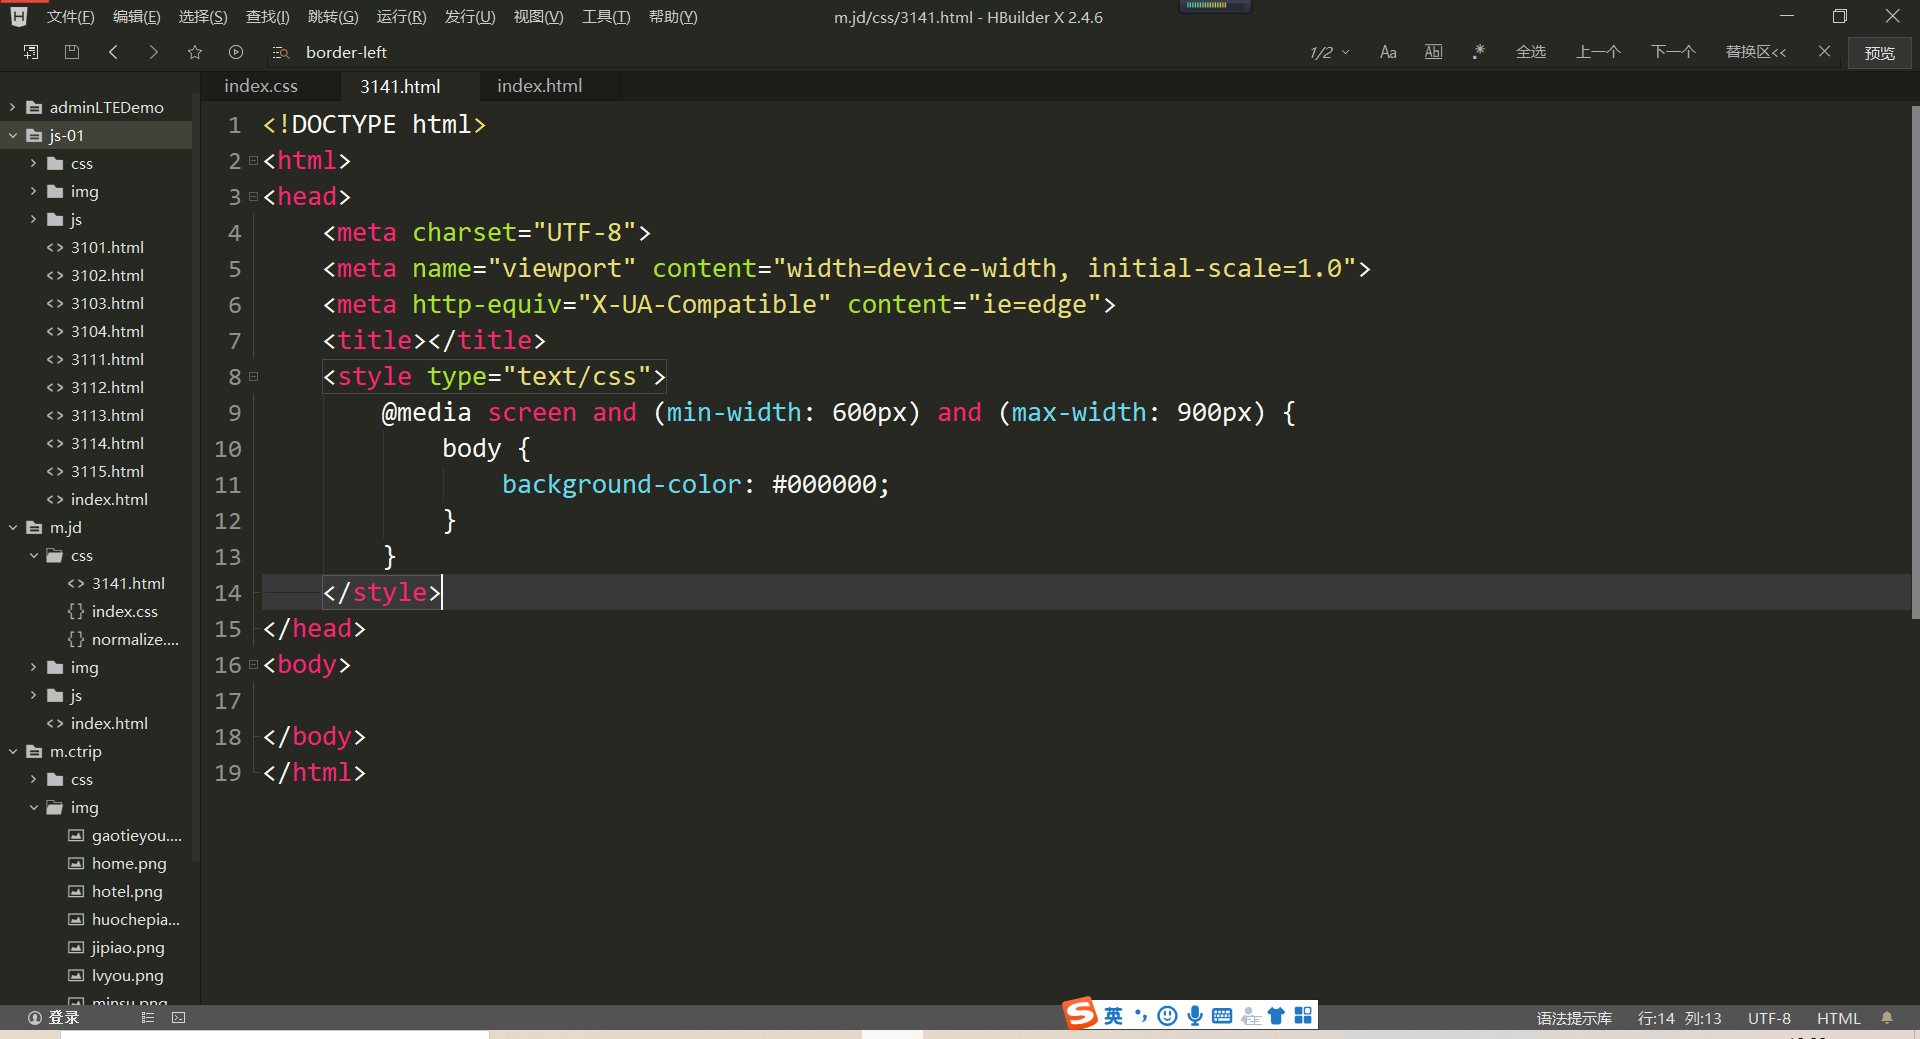 文件(F) 编辑(E) 选择(S) 查找(I) 跳转(G) 运行(R) 发行(U) 视图(V) 工具(T) 帮助(Y)
m.jd/css/3141.html - HBuilder X 2.4.6
border-left
1/2 Aa Ab .* 全选 上一个 下一个 替换区<< 预览
index.css 3141.html index.html
adminLTEDemo
js-01
css
img
js
<> 3101.html
<> 3102.html
<> 3103.html
<> 3104.html
<> 3111.html
<> 3112.html
<> 3113.html
<> 3114.html
<> 3115.html
<> index.html
m.jd
css
<> 3141.html
{} index.css
{} normalize....
img
js
<> index.html
m.ctrip
css
img
gaotieyou....
home.png
hotel.png
huochepia...
jipiao.png
lvyou.png
minsu.png
1 <!DOCTYPE html>
2 <html>
3 <head>
4 <meta charset="UTF-8">
5 <meta name="viewport" content="width=device-width, initial-scale=1.0">
6 <meta http-equiv="X-UA-Compatible" content="ie=edge">
7 <title></title>
8 <style type="text/css">
9 @media screen and (min-width: 600px) and (max-width: 900px) {
10 body {
11 background-color: #000000;
12 }
13 }
14 </style>
15 </head>
16 <body>
17
18 </body>
19 </html>
登录
英
语法提示库 行:14 列:13 UTF-8 HTML